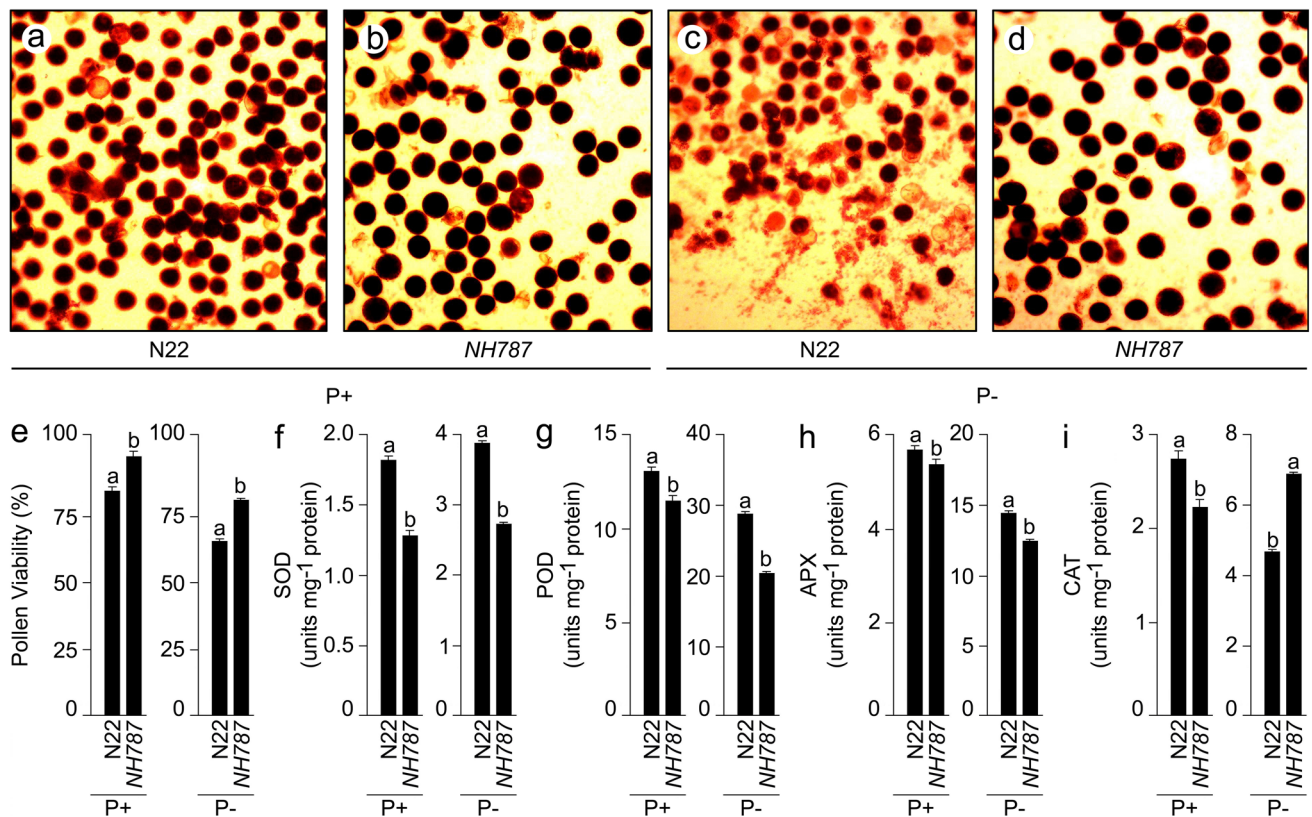 a
b
c
d
N22
NH787
N22
NH787
P+
P-
e
Pollen Viability (%)
100
75
50
25
0
a
b
N22
NH787
P+
100
75
50
25
0
a
b
N22
NH787
P-
f
SOD
(units mg-1 protein)
2.0
1.5
1.0
0.5
0
a
b
N22
NH787
P+
4
3
2
1
0
a
b
N22
NH787
P-
g
POD
(units mg-1 protein)
15
10
5
0
a
b
N22
NH787
P+
40
30
20
10
0
a
b
N22
NH787
P-
h
APX
(units mg-1 protein)
6
4
2
0
a
b
N22
NH787
P+
20
15
10
5
0
a
b
N22
NH787
P-
i
CAT
(units mg-1 protein)
3
2
1
0
a
b
N22
NH787
P+
8
6
4
2
0
b
a
N22
NH787
P-